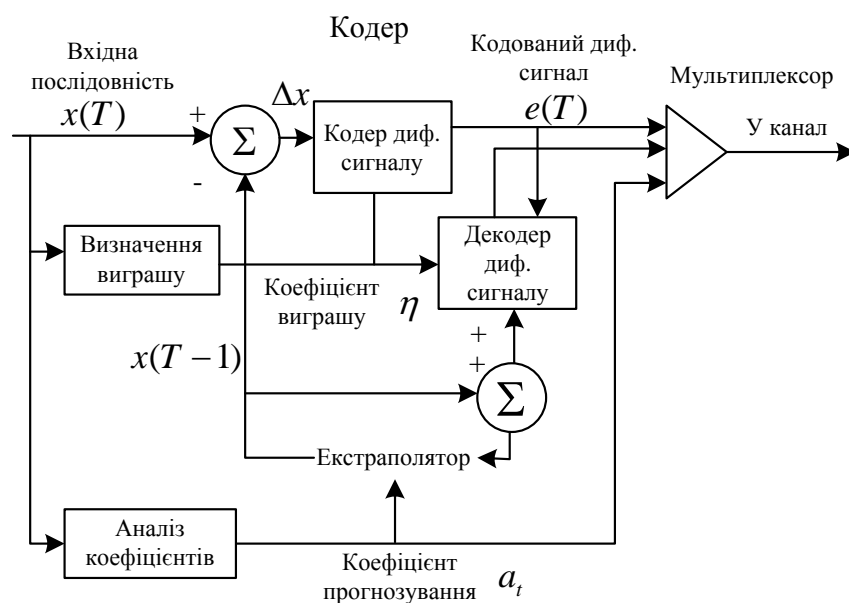 Кодер
Вхідна
послідовність
x(T)
+
Δx
Σ
-
Кодер диф.
сигналу
Кодований диф.
сигнал
e(T)
Мультиплексор
У канал
Визначення
виграшу
Коефіцієнт
виграшу
η
Декодер
диф.
сигналу
x(T − 1)
+
+
Σ
Екстраполятор
Аналіз
коефіцієнтів
Коефіцієнт
прогнозування
a_t